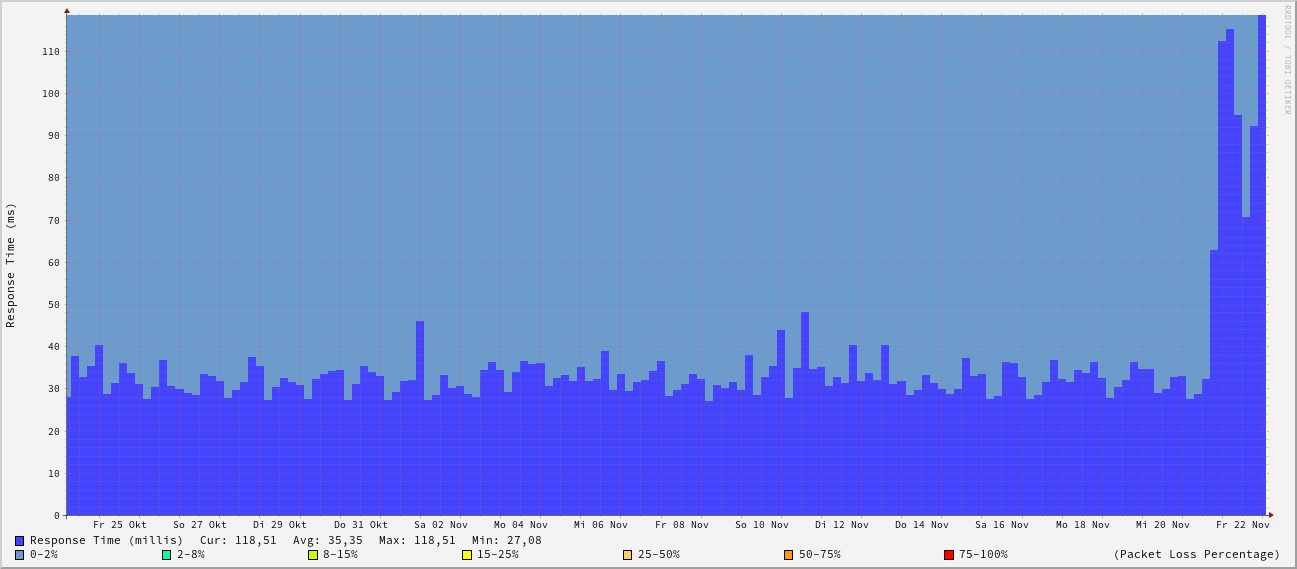 RRDTOOL / TOBI OETIKER
Response Time (ms)
110
100
90
80
70
60
50
40
30
20
10
0
Fr 25 Okt So 27 Okt Di 29 Okt Do 31 Okt Sa 02 Nov Mo 04 Nov Mi 06 Nov Fr 08 Nov So 10 Nov Di 12 Nov Do 14 Nov Sa 16 Nov Mo 18 Nov Mi 20 Nov Fr 22 Nov
Response Time (millis) Cur: 118,51 Avg: 35,35 Max: 118,51 Min: 27,08
0-2% 2-8% 8-15% 15-25% 25-50% 50-75% 75-100% (Packet Loss Percentage)